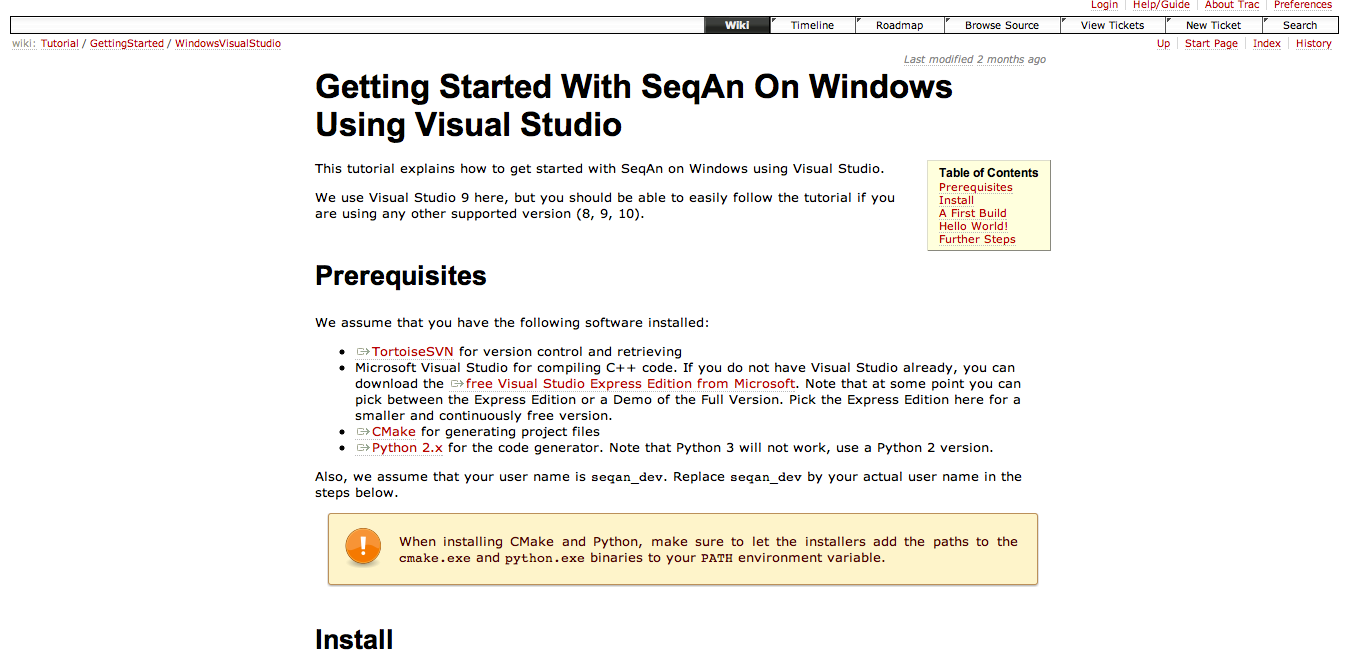 Login Help/Guide About Trac Preferences
Wiki Timeline Roadmap Browse Source View Tickets New Ticket Search
wiki: Tutorial / GettingStarted / WindowsVisualStudio
Up Start Page Index History
Last modified 2 months ago
Getting Started With SeqAn On Windows
Using Visual Studio
This tutorial explains how to get started with SeqAn on Windows using Visual Studio.
We use Visual Studio 9 here, but you should be able to easily follow the tutorial if you
are using any other supported version (8, 9, 10).
Table of Contents
Prerequisites
Install
A First Build
Hello World!
Further Steps
Prerequisites
We assume that you have the following software installed:
• TortoiseSVN for version control and retrieving
• Microsoft Visual Studio for compiling C++ code. If you do not have Visual Studio already, you can
download the free Visual Studio Express Edition from Microsoft. Note that at some point you can
pick between the Express Edition or a Demo of the Full Version. Pick the Express Edition here for a
smaller and continuously free version.
• CMake for generating project files
• Python 2.x for the code generator. Note that Python 3 will not work, use a Python 2 version.
Also, we assume that your user name is seqan_dev. Replace seqan_dev by your actual user name in the
steps below.
When installing CMake and Python, make sure to let the installers add the paths to the
cmake.exe and python.exe binaries to your PATH environment variable.
Install